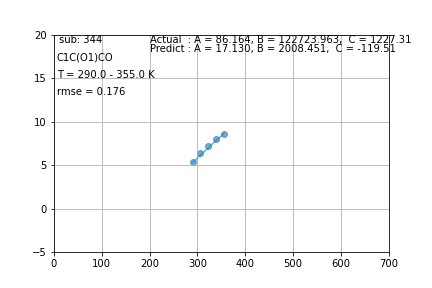 sub: 344
Actual : A = 86.164, B = 122723.963, C = 1227.31
Predict : A = 17.130, B = 2008.451, C = -119.51
C1C(O1)CO
T = 290.0 - 355.0 K
rmse = 0.176
20
15
10
5
0
−5
0 100 200 300 400 500 600 700